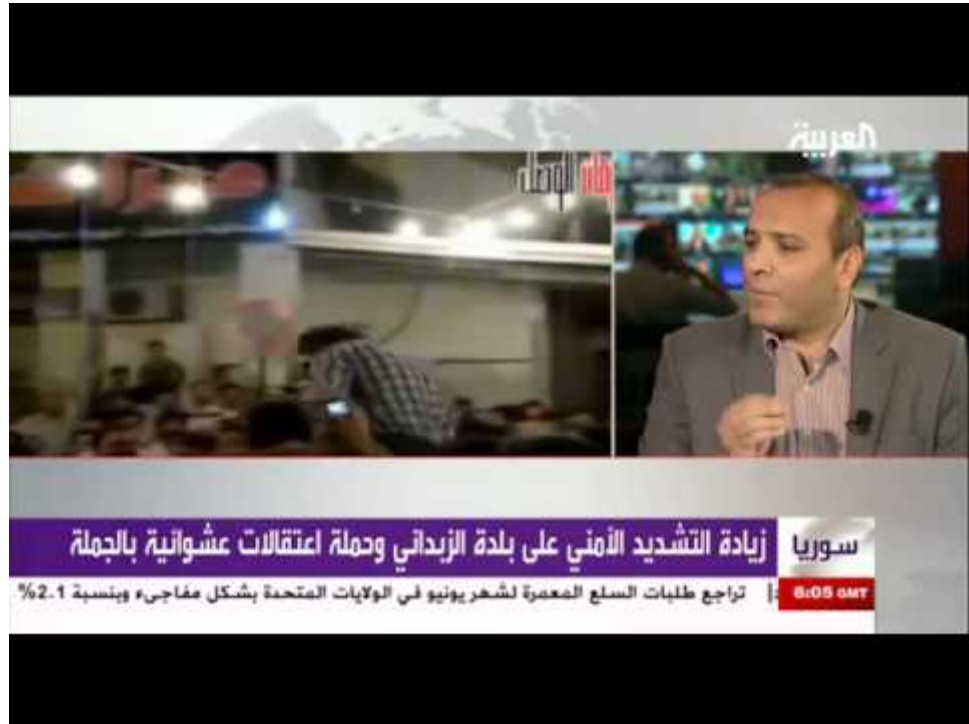 العربية
سوريا
زيادة التشديد الأمني على بلدة الزبداني وحملة اعتقالات عشوائية بالجملة
6:05 GMT
تراجع طلبات السلع المعمرة لشهر يونيو في الولايات المتحدة بشكل مفاجىء وبنسبة 2.1%